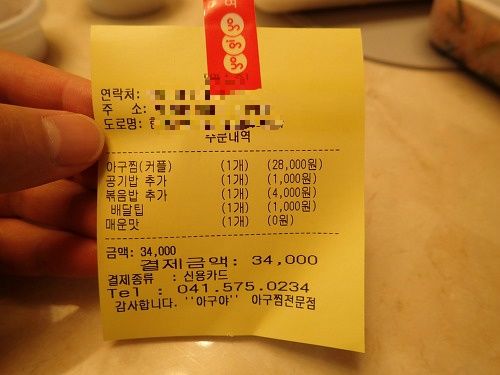 연락처:
주 소:
도로명:
주문내역
아구찜(커플) (1개) (28,000원)
공기밥 추가 (1개) (1,000원)
볶음밥 추가 (1개) (4,000원)
배달팁 (1개) (1,000원)
매운맛 (1개) (0원)
금액: 34,000
결제금액: 34,000
결제종류 : 신용카드
Tel : 041.575.0234
감사합니다. ''아구야'' 아구찜전문점